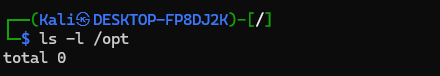 ┌──(Kali㉿DESKTOP-FP8DJ2K)-[/]
└─$ ls -l /opt
total 0